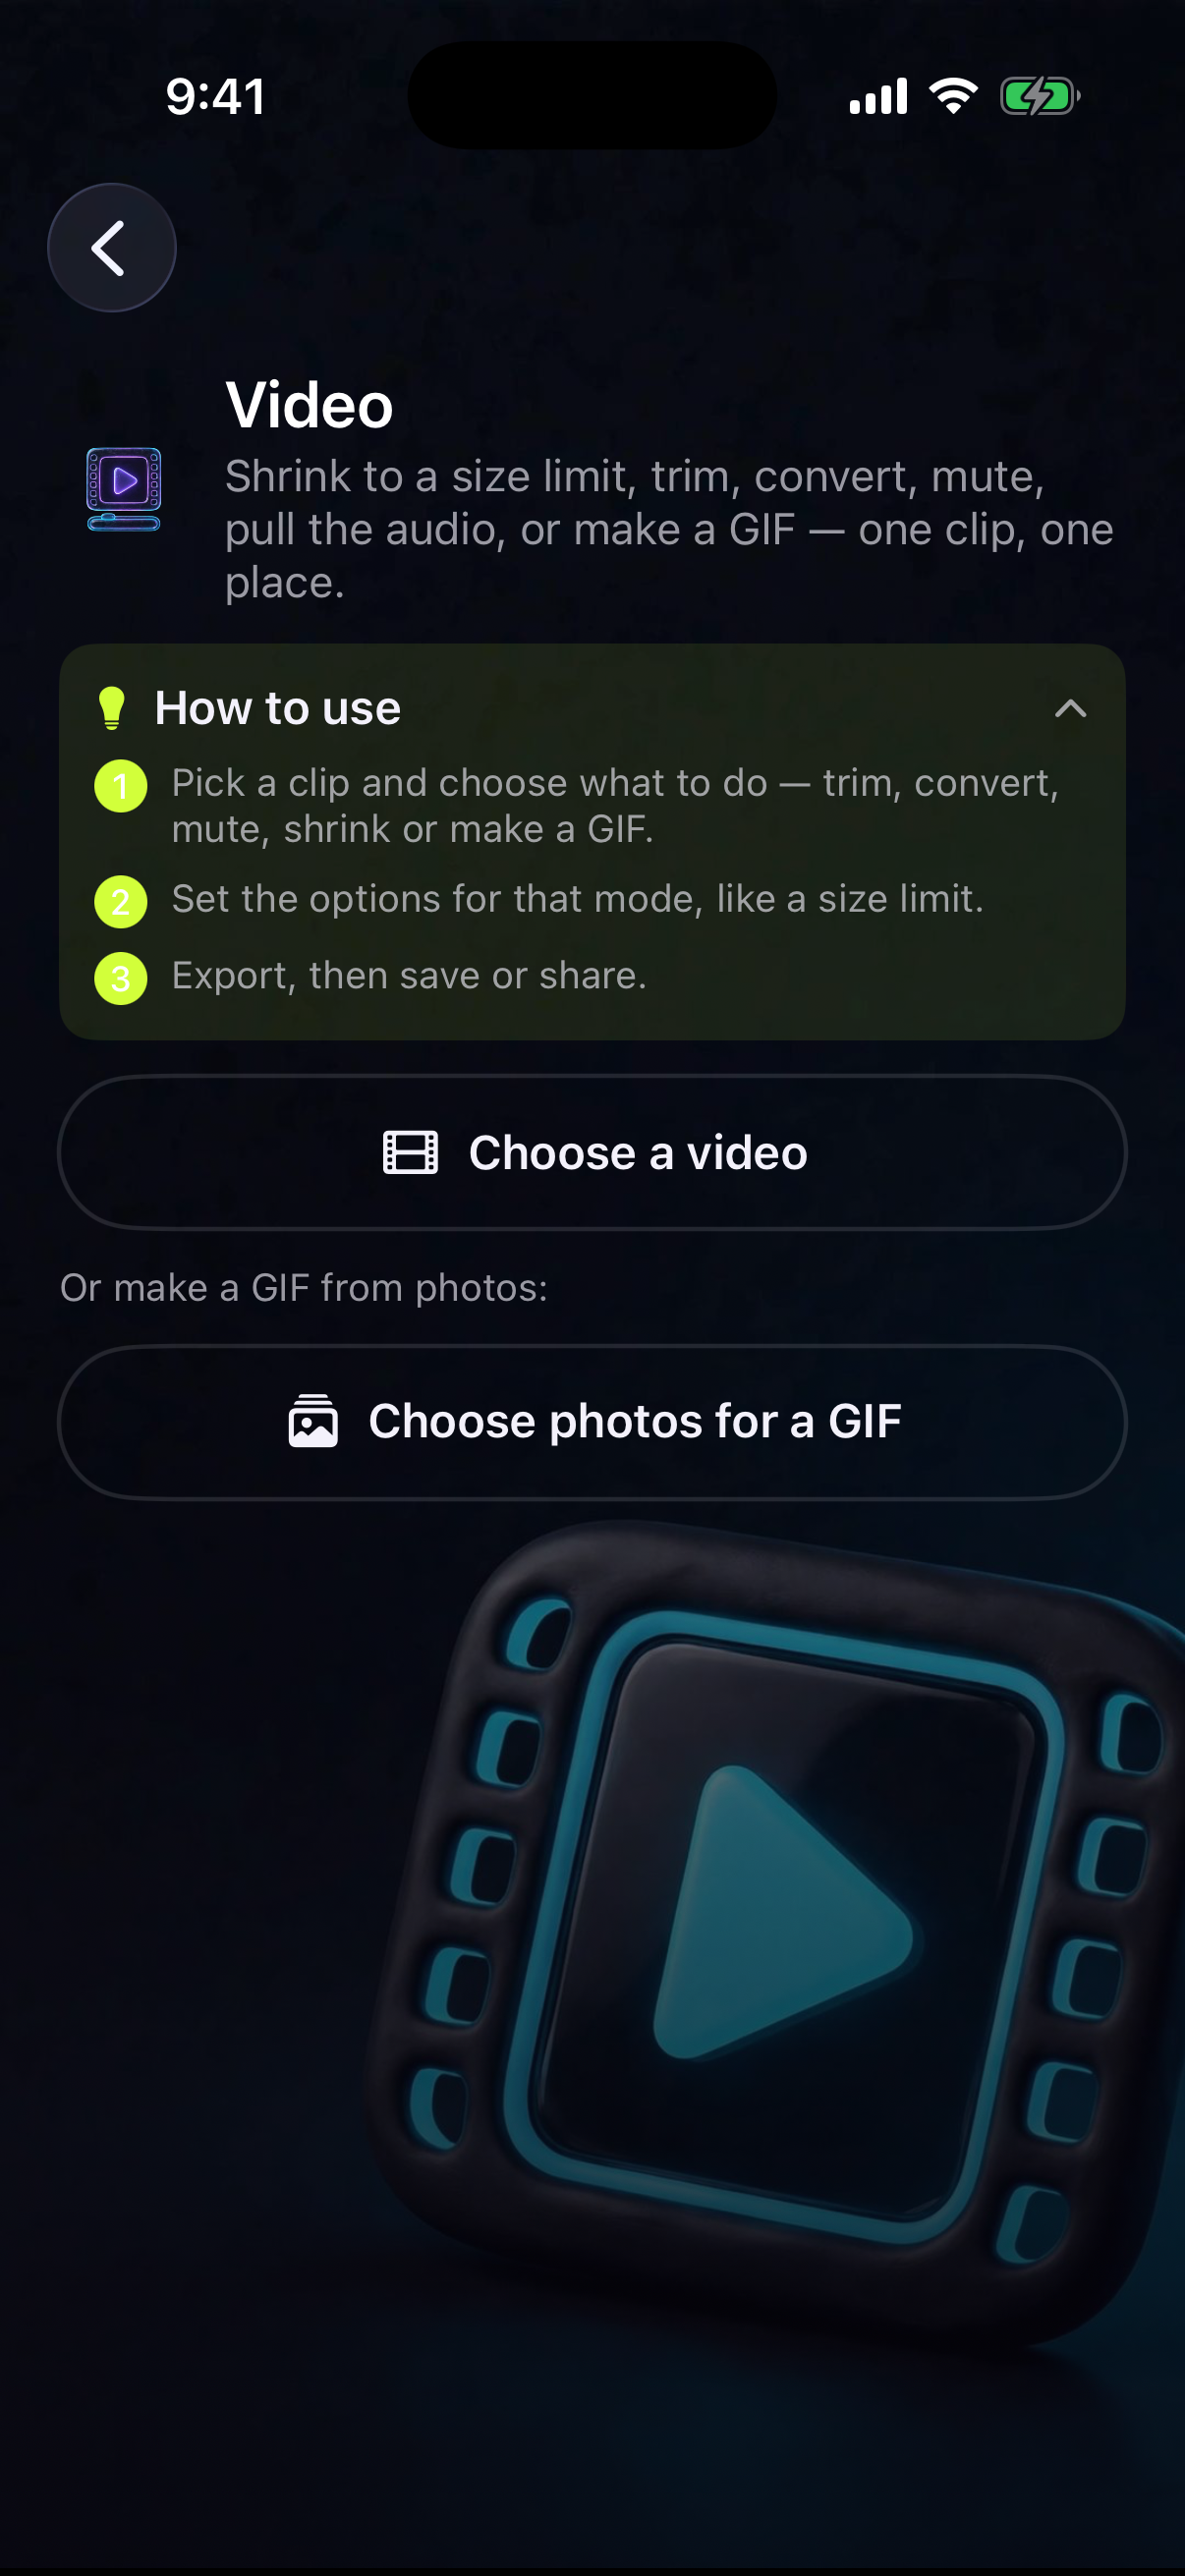 9:41
Video
Shrink to a size limit, trim, convert, mute,
pull the audio, or make a GIF — one clip, one
place.
How to use
1 Pick a clip and choose what to do — trim, convert,
mute, shrink or make a GIF.
2 Set the options for that mode, like a size limit.
3 Export, then save or share.
Choose a video
Or make a GIF from photos:
Choose photos for a GIF